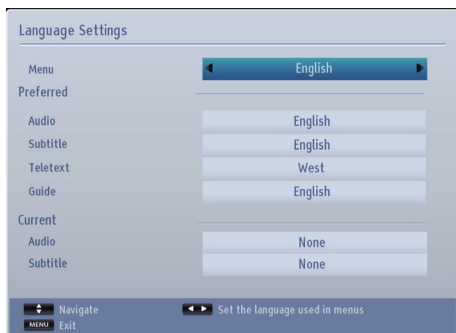 Language Settings
Menu English
Preferred
Audio English
Subtitle English
Teletext West
Guide English
Current
Audio None
Subtitle None
Navigate Set the language used in menus
MENU Exit